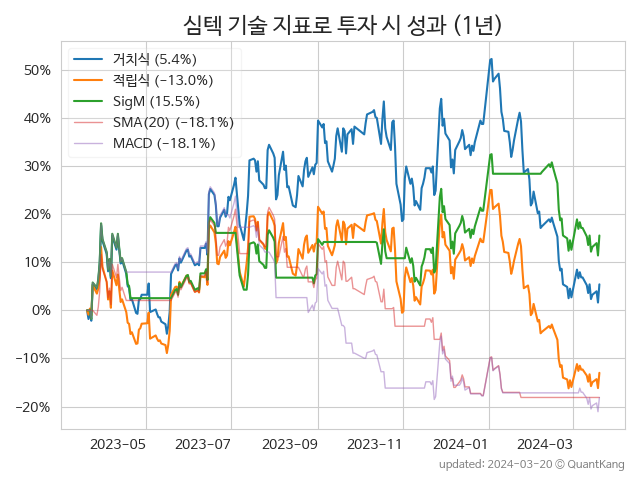 심텍 기술 지표로 투자 시 성과 (1년)
거치식 (5.4%)
적립식 (−13.0%)
SigM (15.5%)
SMA(20) (−18.1%)
MACD (−18.1%)
50%
40%
30%
20%
10%
0%
−10%
−20%
2023−05 2023−07 2023−09 2023−11 2024−01 2024−03
updated: 2024−03−20 ⓒ QuantKang